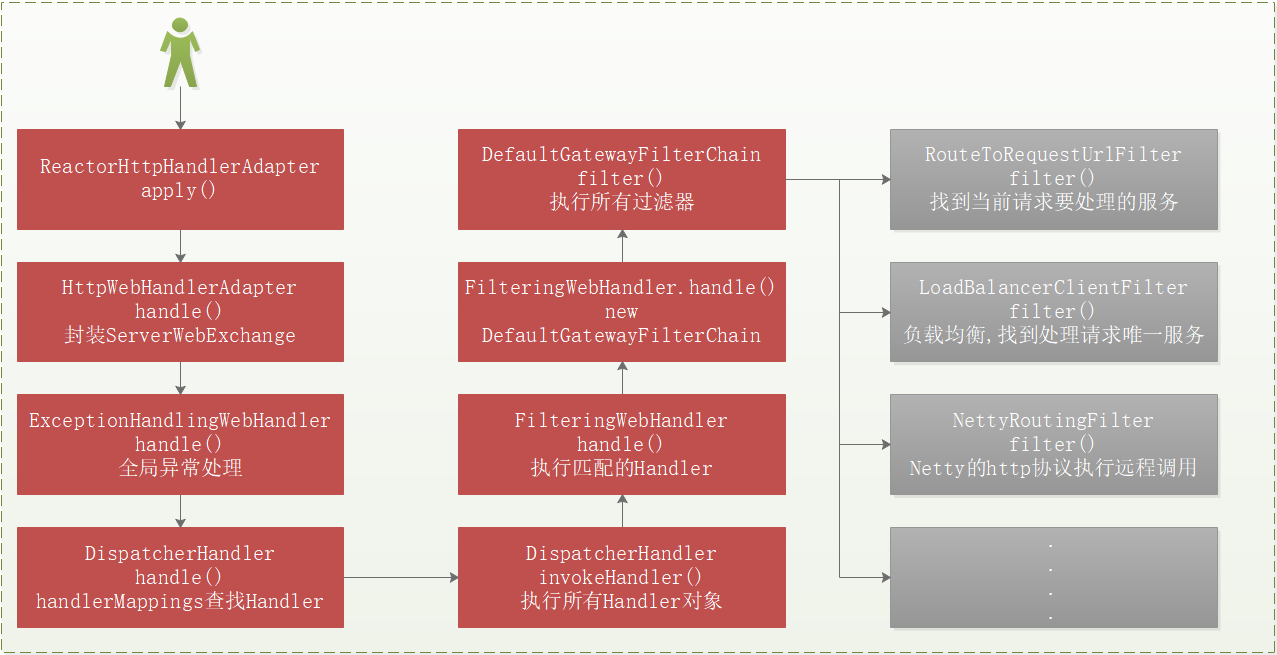 ReactorHttpHandlerAdapter
apply()
HttpWebHandlerAdapter
handle()
封装ServerWebExchange
ExceptionHandlingWebHandler
handle()
全局异常处理
DispatcherHandler
handle()
handlerMappings查找Handler
DefaultGatewayFilterChain
filter()
执行所有过滤器
FilteringWebHandler.handle()
new
DefaultGatewayFilterChain
FilteringWebHandler
handle()
执行匹配的Handler
DispatcherHandler
invokeHandler()
执行所有Handler对象
RouteToRequestUrlFilter
filter()
找到当前请求要处理的服务
LoadBalancerClientFilter
filter()
负载均衡,找到处理请求唯一服务
NettyRoutingFilter
filter()
Netty的http协议执行远程调用
.
.
.
.